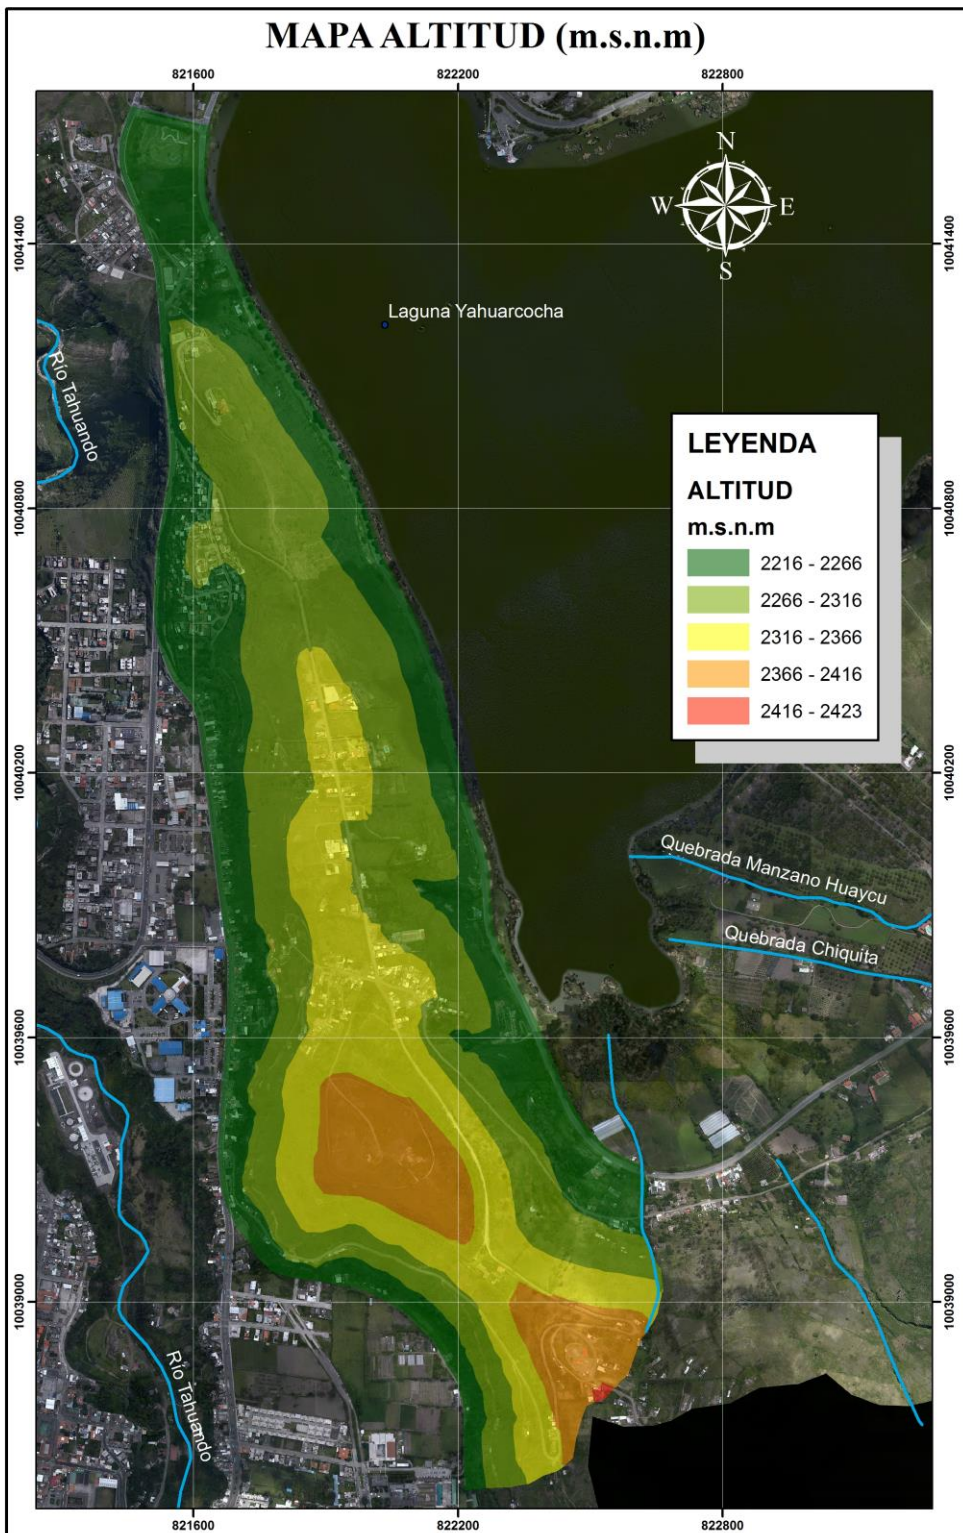 MAPA ALTITUD (m.s.n.m)
821600
822200
822800
N
W
E
S
10041400
10041400
Laguna Yahuarcocha
Río Tahuando
LEYENDA
ALTITUD
m.s.n.m
2216 - 2266
2266 - 2316
2316 - 2366
2366 - 2416
2416 - 2423
10040800
10040800
10040200
10040200
Quebrada Manzano Huaycu
Quebrada Chiquita
10039600
10039600
10039000
10039000
Río Tahuando
821600
822200
822800